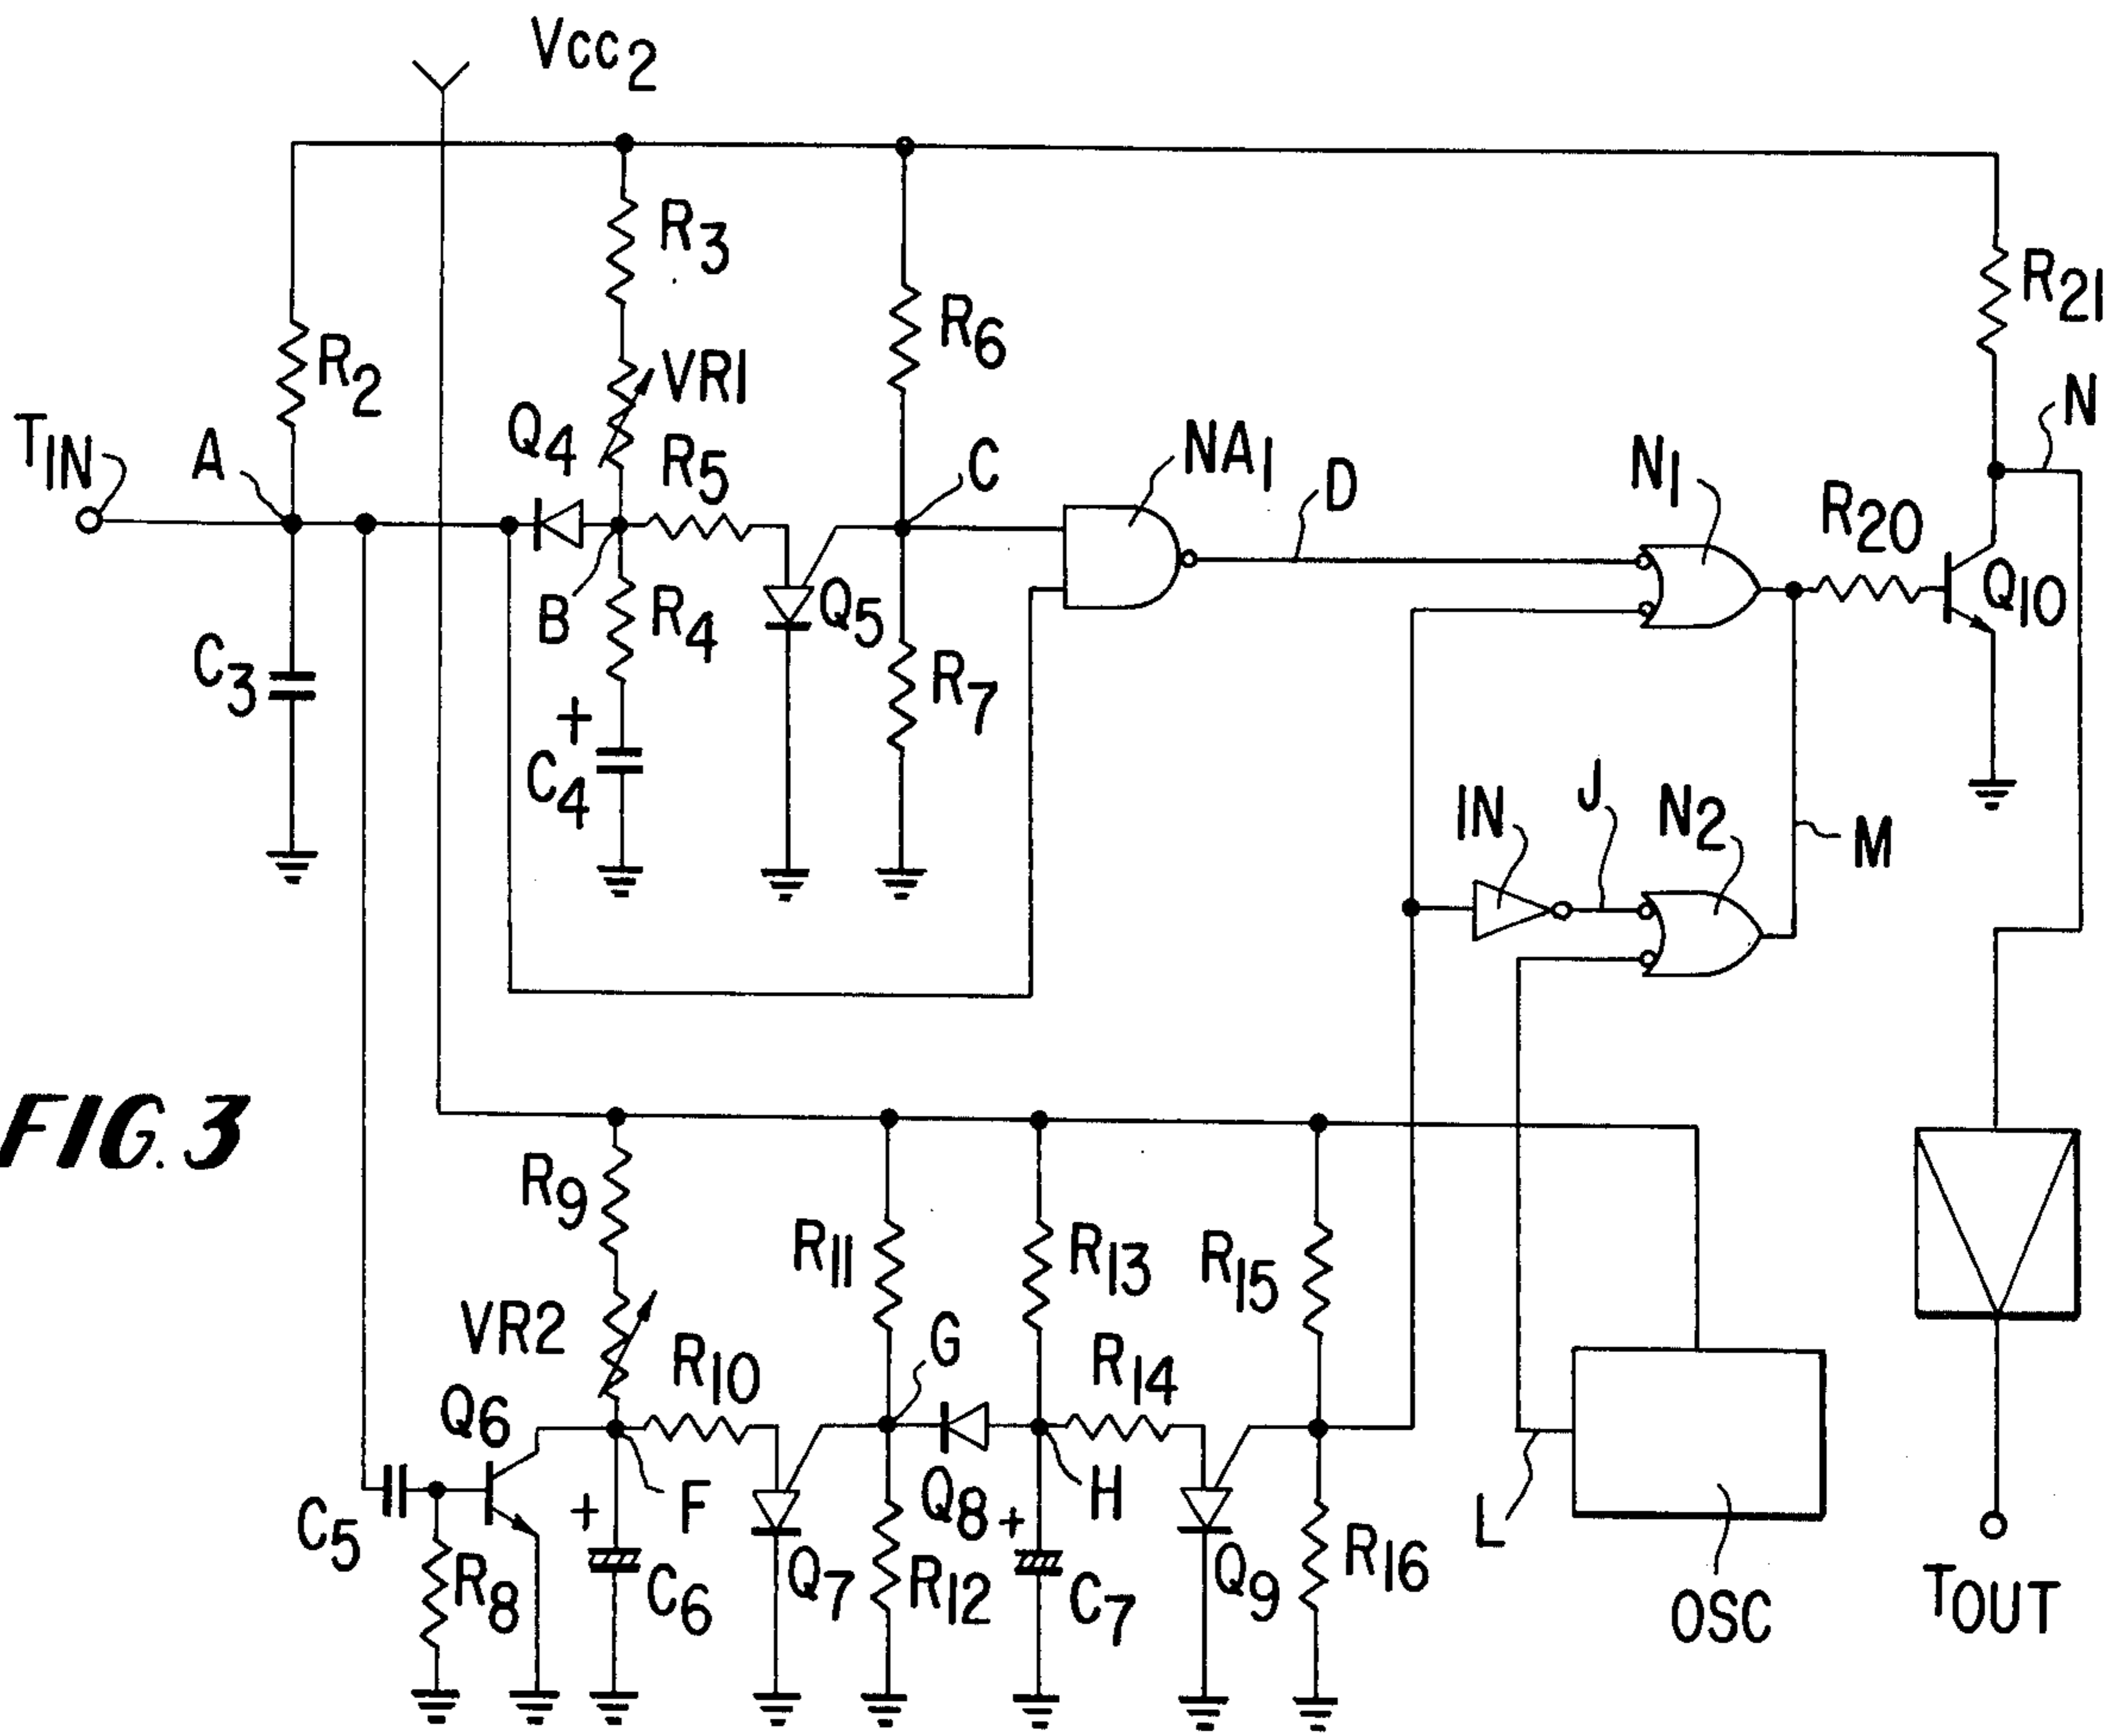 Vcc2
R3
R21
R6
R2
VR1
N
Q4
TIN
A
R5
C
NA1
D
N1
R20
B
R4
Q5
Q10
C3
R7
+
C4
IN
J
N2
M
FIG. 3
R9
R11
R13
R15
VR2
R10
G
R14
Q6
F
H
L
C5
+
Q8
+
R8
C6
Q7
R12
C7
Q9
R16
OSC
TOUT